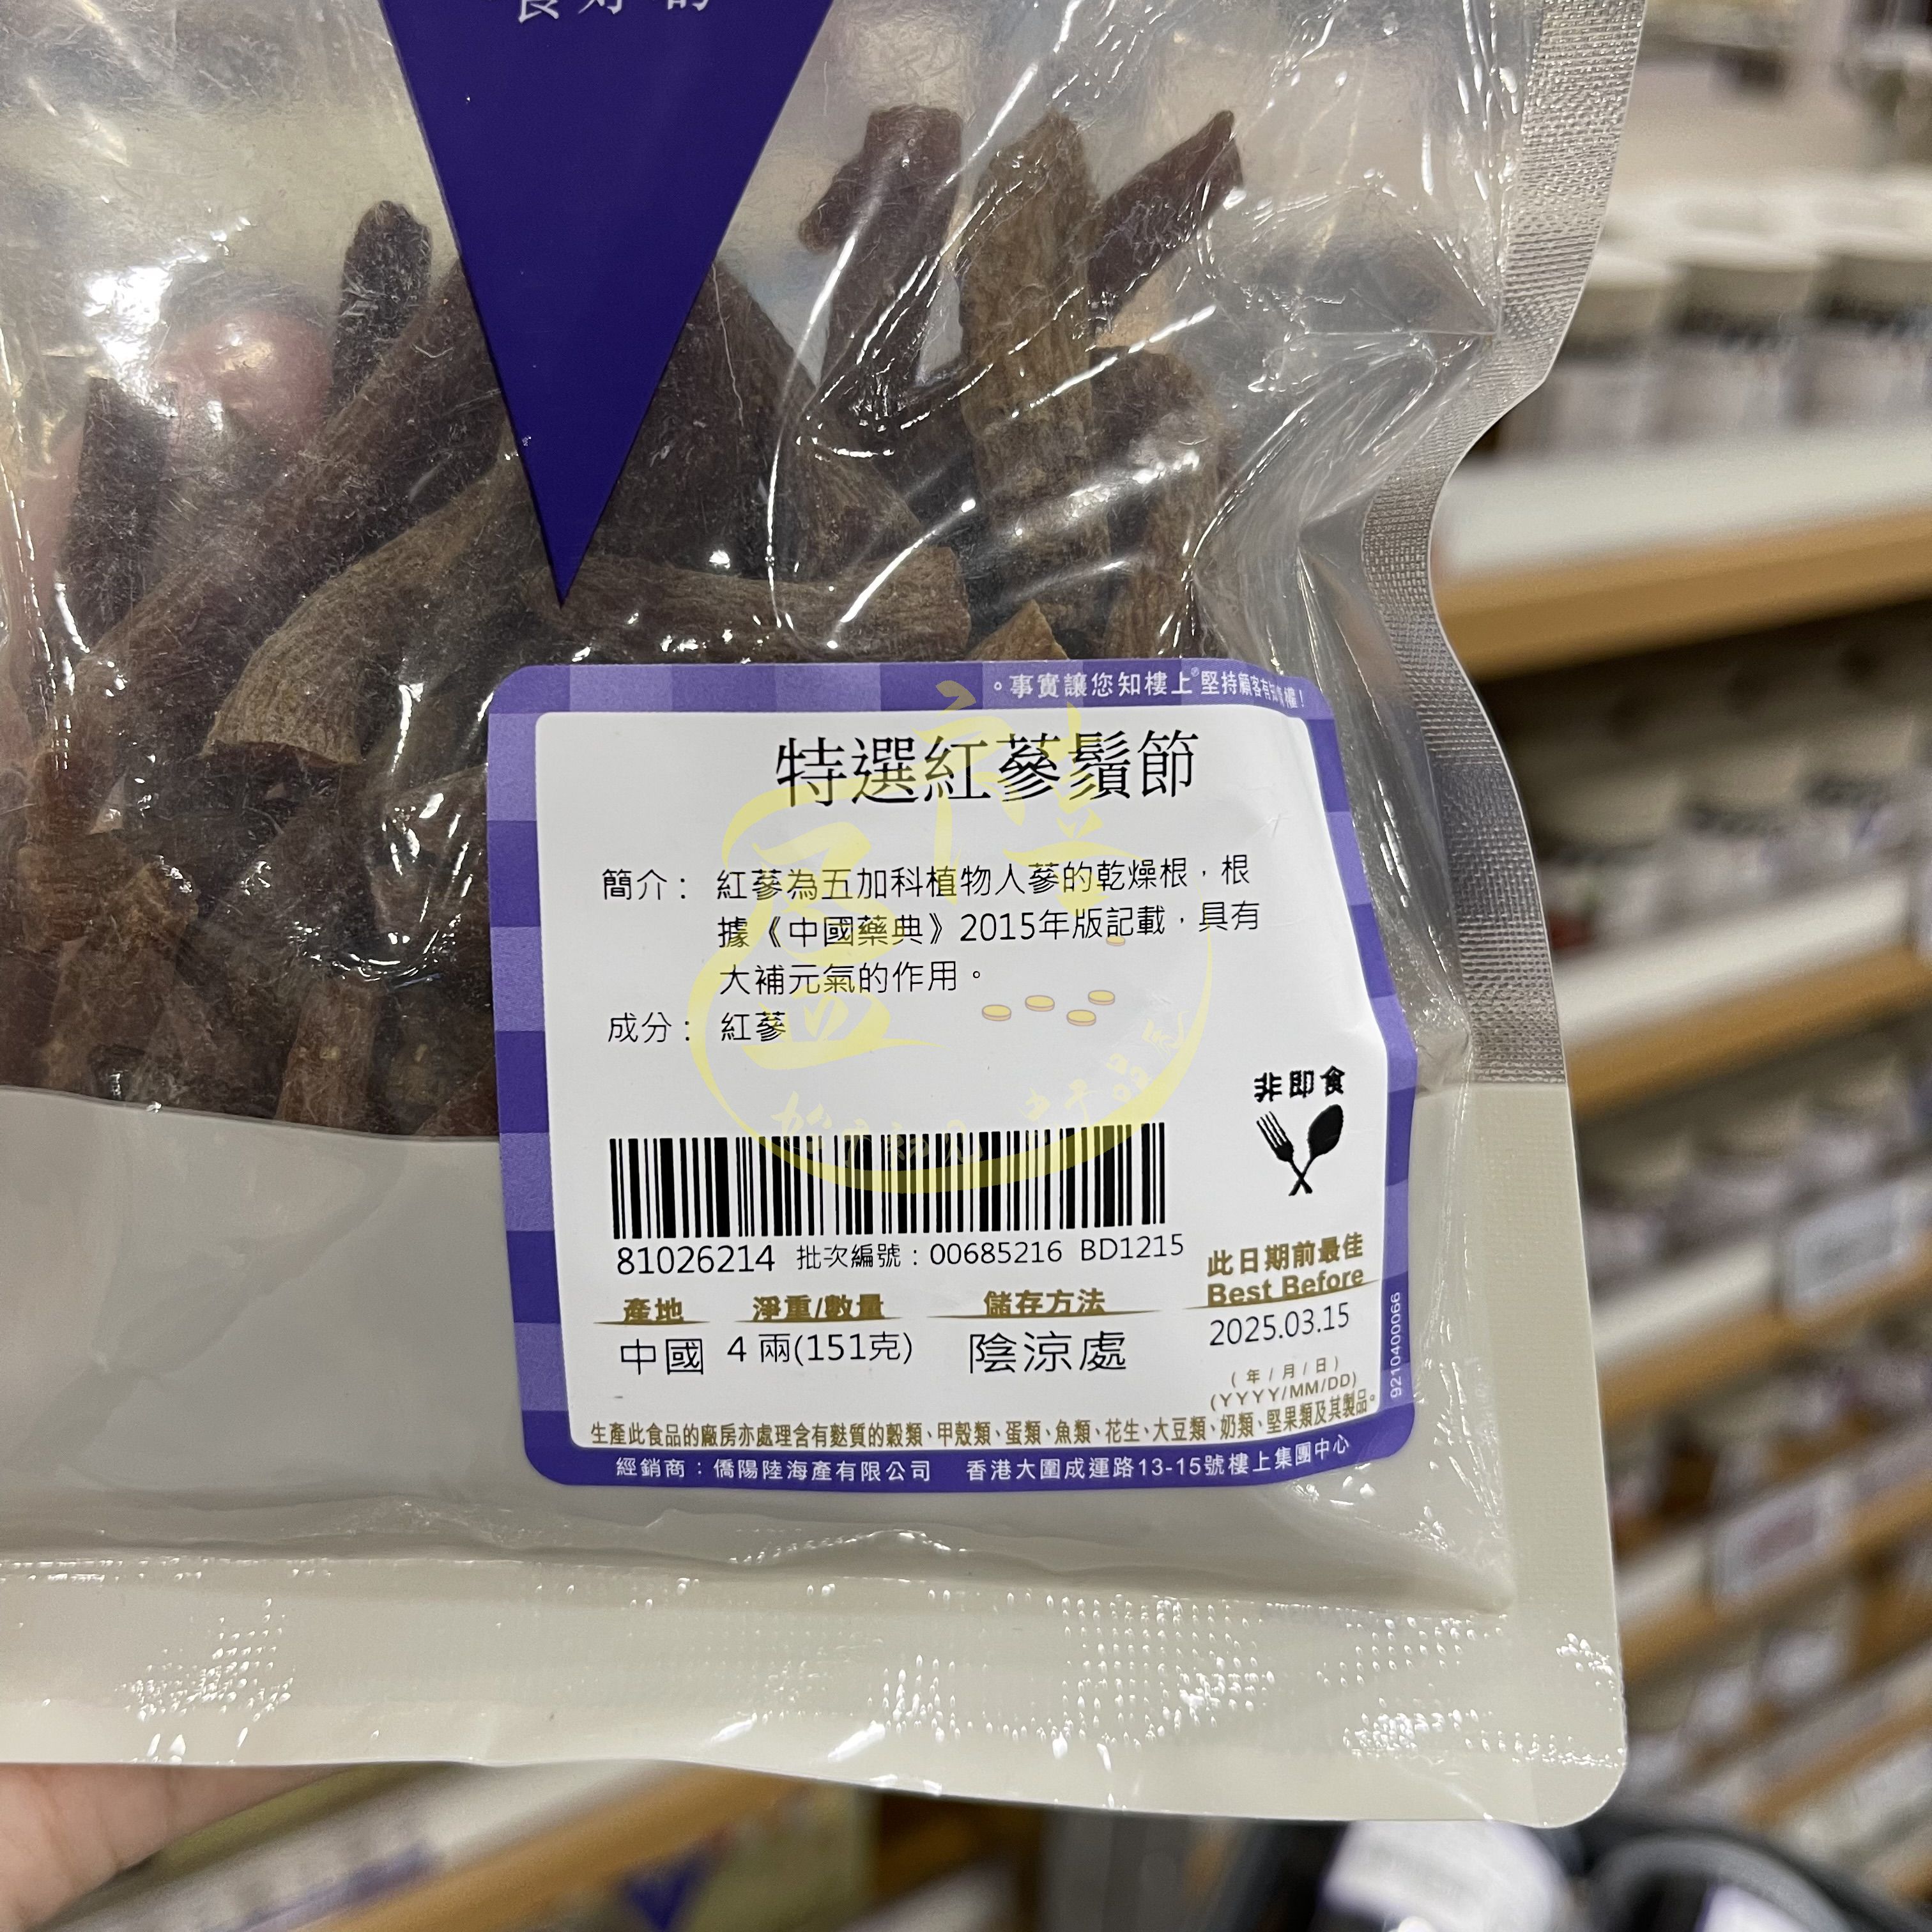 食好的
。事實讓您知樓上®堅持顧客有知情權！
特選紅蔘鬚節
簡介： 紅蔘為五加科植物人蔘的乾燥根，根
據《中國藥典》2015年版記載，具有
大補元氣的作用。
成分： 紅蔘
非即食
81026214 批次編號：00685216 BD1215
此日期前最佳
Best Before
2025.03.15
(年/月/日)
(YYYY/MM/DD)
產地 淨重/數量 儲存方法
中國 4 兩(151克) 陰涼處
92104000066
生產此食品的廠房亦處理含有麩質的穀類、甲殼類、蛋類、魚類、花生、大豆類、奶類、堅果類及其製品。
經銷商：僑陽陸海產有限公司 香港大圍成運路13-15號樓上集團中心